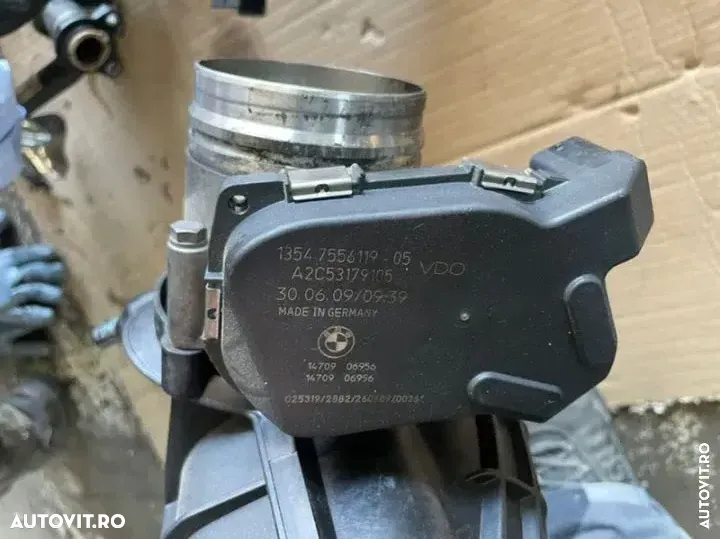 1354 7556119 - 05
VDO
A2C53179105
30.06.09/09:39
MADE IN GERMANY
14709 06956
14709 06956
AUTOVIT.RO
AUTOVIT.RO